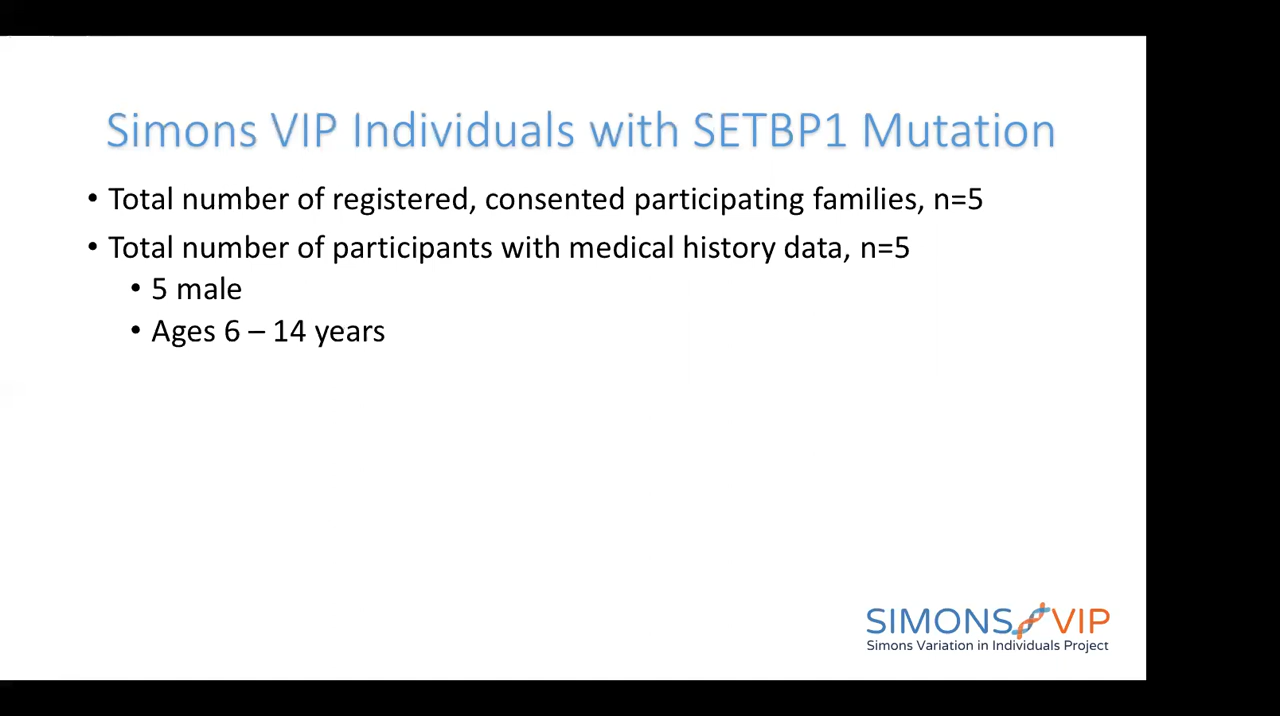 Simons VIP Individuals with SETBP1 Mutation
• Total number of registered, consented participating families, n=5
• Total number of participants with medical history data, n=5
• 5 male
• Ages 6 – 14 years
SIMONS VIP
Simons Variation in Individuals Project